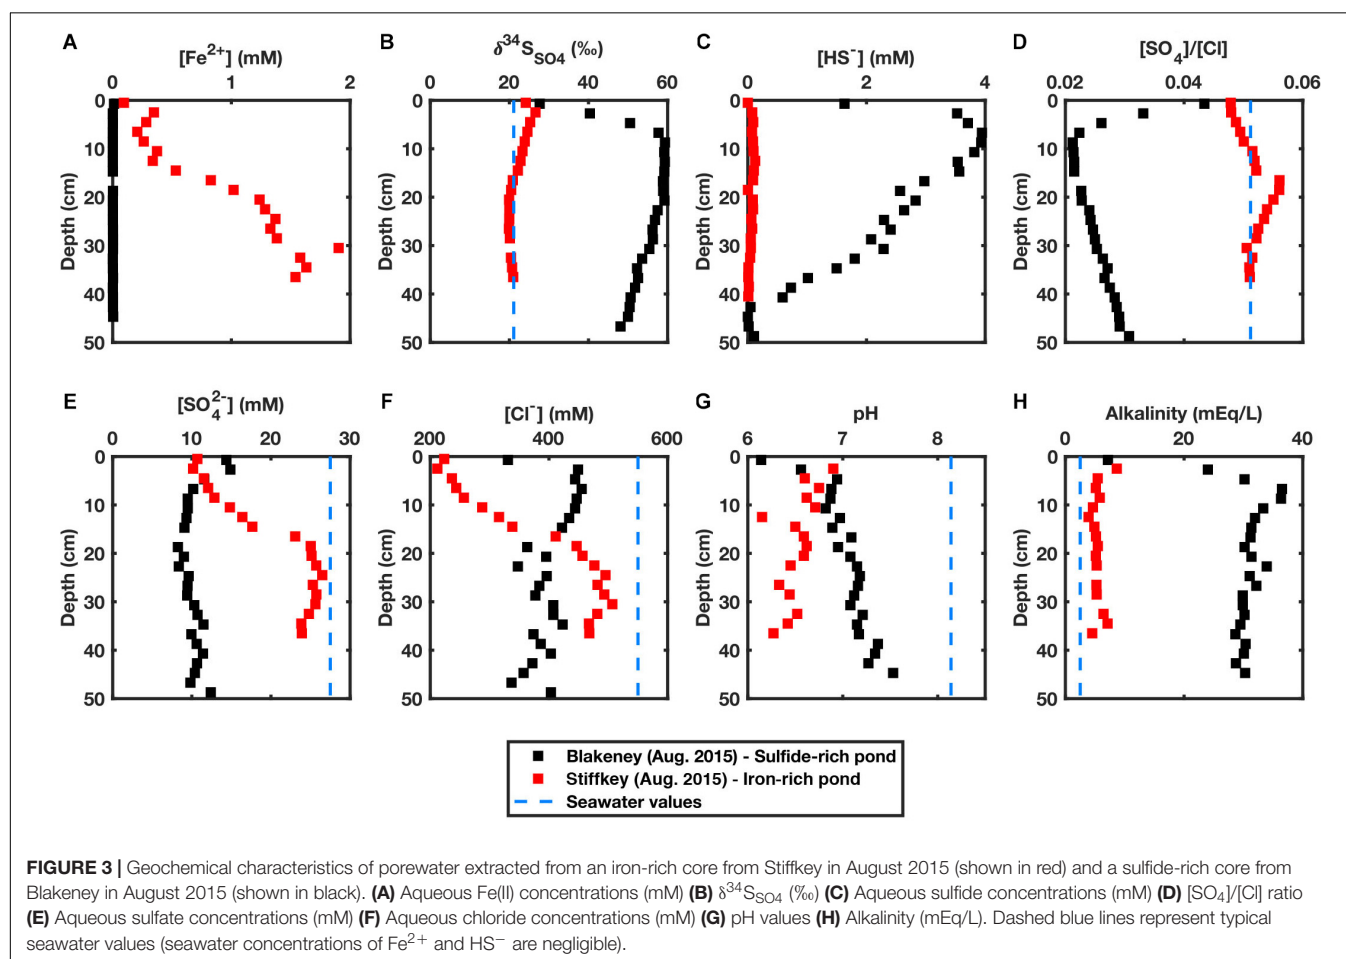 A [Fe2+] (mM)
0 1 2
0
10
20
30
40
50
Depth (cm)
B δ34SSO4 (‰)
0 20 40 60
0
10
20
30
40
50
Depth (cm)
C [HS-] (mM)
0 2 4
0
10
20
30
40
50
Depth (cm)
D [SO4]/[Cl]
0.02 0.04 0.06
0
10
20
30
40
50
Depth (cm)
E [SO42-] (mM)
0 10 20 30
0
10
20
30
40
50
Depth (cm)
F [Cl-] (mM)
200 400 600
0
10
20
30
40
50
Depth (cm)
G pH
6 7 8
0
10
20
30
40
50
Depth (cm)
H Alkalinity (mEq/L)
0 20 40
0
10
20
30
40
50
Depth (cm)
Blakeney (Aug. 2015) - Sulfide-rich pond
Stiffkey (Aug. 2015) - Iron-rich pond
Seawater values
FIGURE 3 | Geochemical characteristics of porewater extracted from an iron-rich core from Stiffkey in August 2015 (shown in red) and a sulfide-rich core from
Blakeney in August 2015 (shown in black). (A) Aqueous Fe(II) concentrations (mM) (B) δ34SSO4 (‰) (C) Aqueous sulfide concentrations (mM) (D) [SO4]/[Cl] ratio
(E) Aqueous sulfate concentrations (mM) (F) Aqueous chloride concentrations (mM) (G) pH values (H) Alkalinity (mEq/L). Dashed blue lines represent typical
seawater values (seawater concentrations of Fe2+ and HS− are negligible).